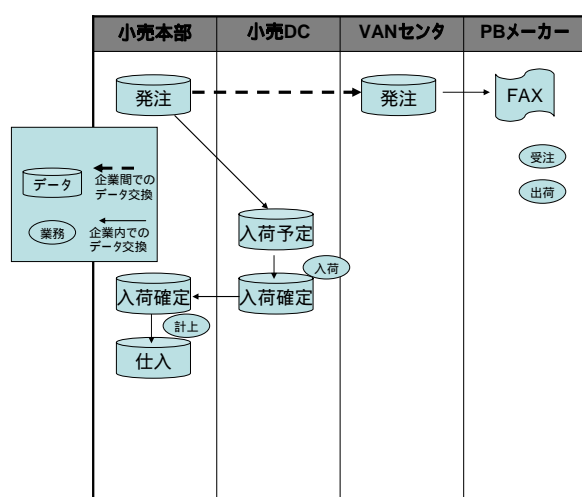 小売本部 小売DC VANセンタ PBメーカー
発注 発注 FAX
受注
出荷
データ
企業間での
データ交換
業務
企業内での
データ交換
入荷予定
入荷
入荷確定 入荷確定
計上
仕入